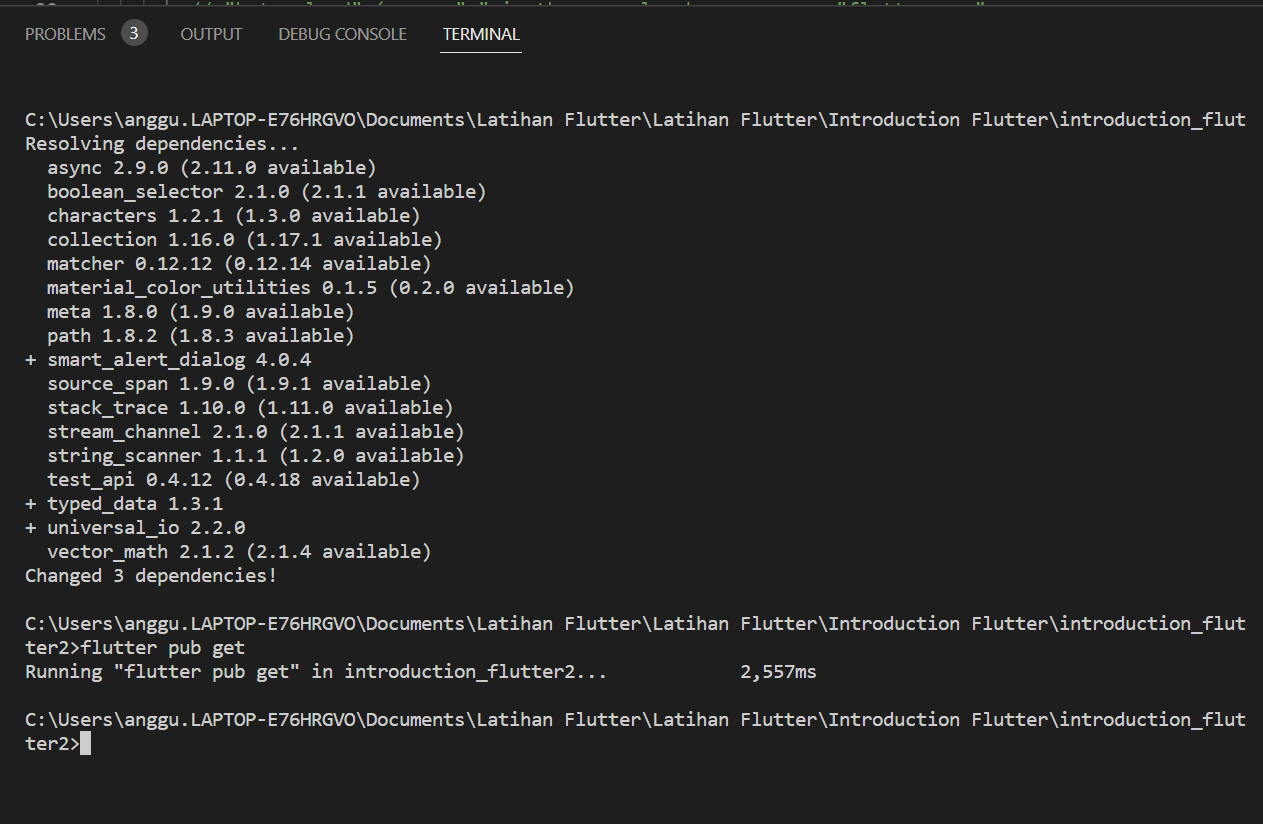 PROBLEMS 3 OUTPUT DEBUG CONSOLE TERMINAL
C:\Users\anggu.LAPTOP-E76HRGVO\Documents\Latihan Flutter\Latihan Flutter\Introduction Flutter\introduction_flut
Resolving dependencies...
  async 2.9.0 (2.11.0 available)
  boolean_selector 2.1.0 (2.1.1 available)
  characters 1.2.1 (1.3.0 available)
  collection 1.16.0 (1.17.1 available)
  matcher 0.12.12 (0.12.14 available)
  material_color_utilities 0.1.5 (0.2.0 available)
  meta 1.8.0 (1.9.0 available)
  path 1.8.2 (1.8.3 available)
+ smart_alert_dialog 4.0.4
  source_span 1.9.0 (1.9.1 available)
  stack_trace 1.10.0 (1.11.0 available)
  stream_channel 2.1.0 (2.1.1 available)
  string_scanner 1.1.1 (1.2.0 available)
  test_api 0.4.12 (0.4.18 available)
+ typed_data 1.3.1
+ universal_io 2.2.0
  vector_math 2.1.2 (2.1.4 available)
Changed 3 dependencies!
C:\Users\anggu.LAPTOP-E76HRGVO\Documents\Latihan Flutter\Latihan Flutter\Introduction Flutter\introduction_flut
ter2>flutter pub get
Running "flutter pub get" in introduction_flutter2... 2,557ms
C:\Users\anggu.LAPTOP-E76HRGVO\Documents\Latihan Flutter\Latihan Flutter\Introduction Flutter\introduction_flut
ter2>